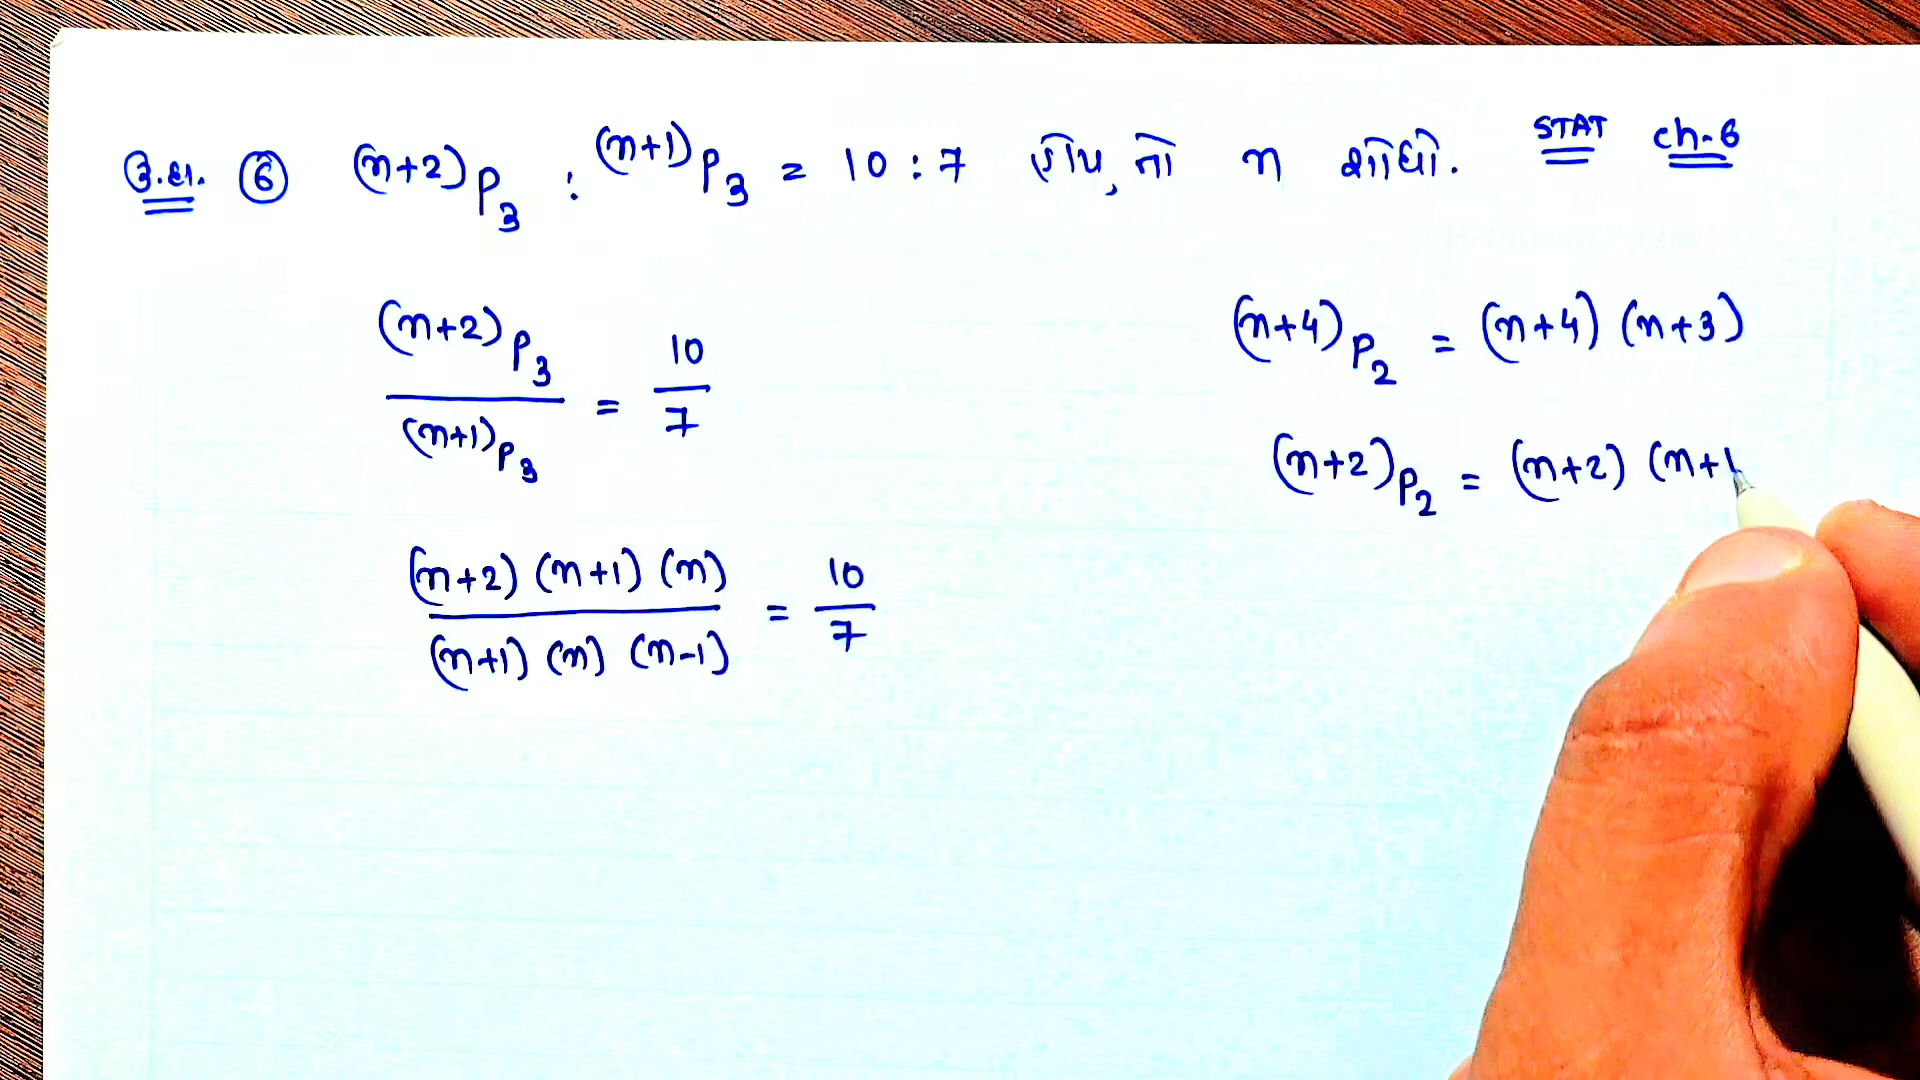 ઉ.દા. ⑥ (n+2)P₃ : (n+1)P₃ = 10 : 7 હોય, તો n શોધો. STAT ch-6
(n+2)P₃ / (n+1)P₃ = 10/7
(n+4)P₂ = (n+4) (n+3)
(n+2)P₂ = (n+2) (n+1
(n+2) (n+1) (n) / (n+1) (n) (n-1) = 10/7